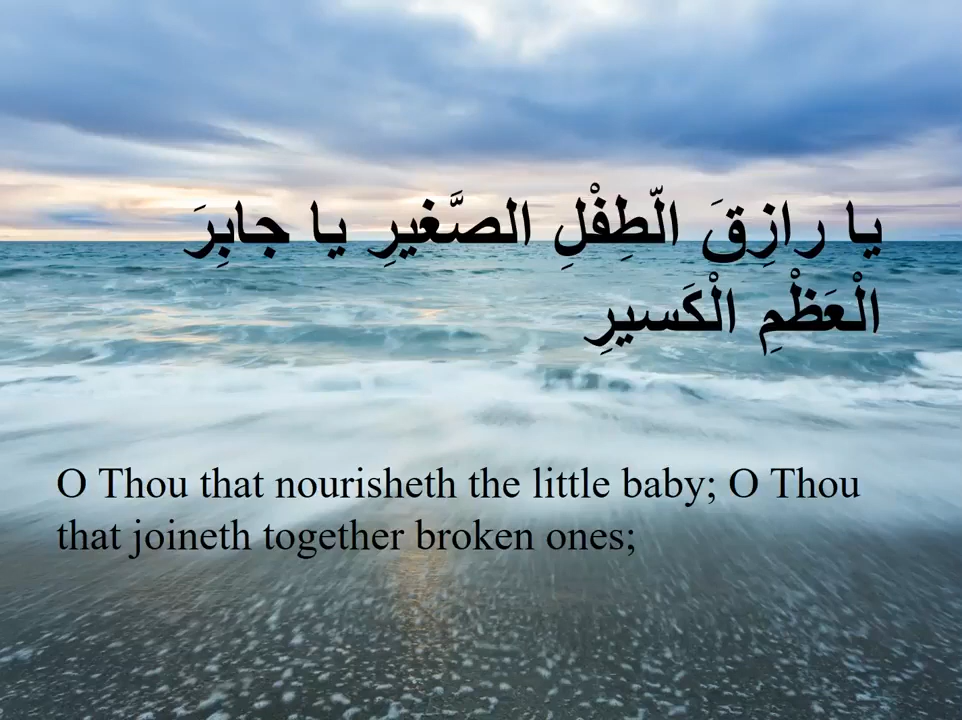 يا رازِقَ الّطِفْلِ الصَّغيرِ يا جابِرَ
الْعَظْمِ الْكَسيرِ
O Thou that nourisheth the little baby; O Thou
that joineth together broken ones;